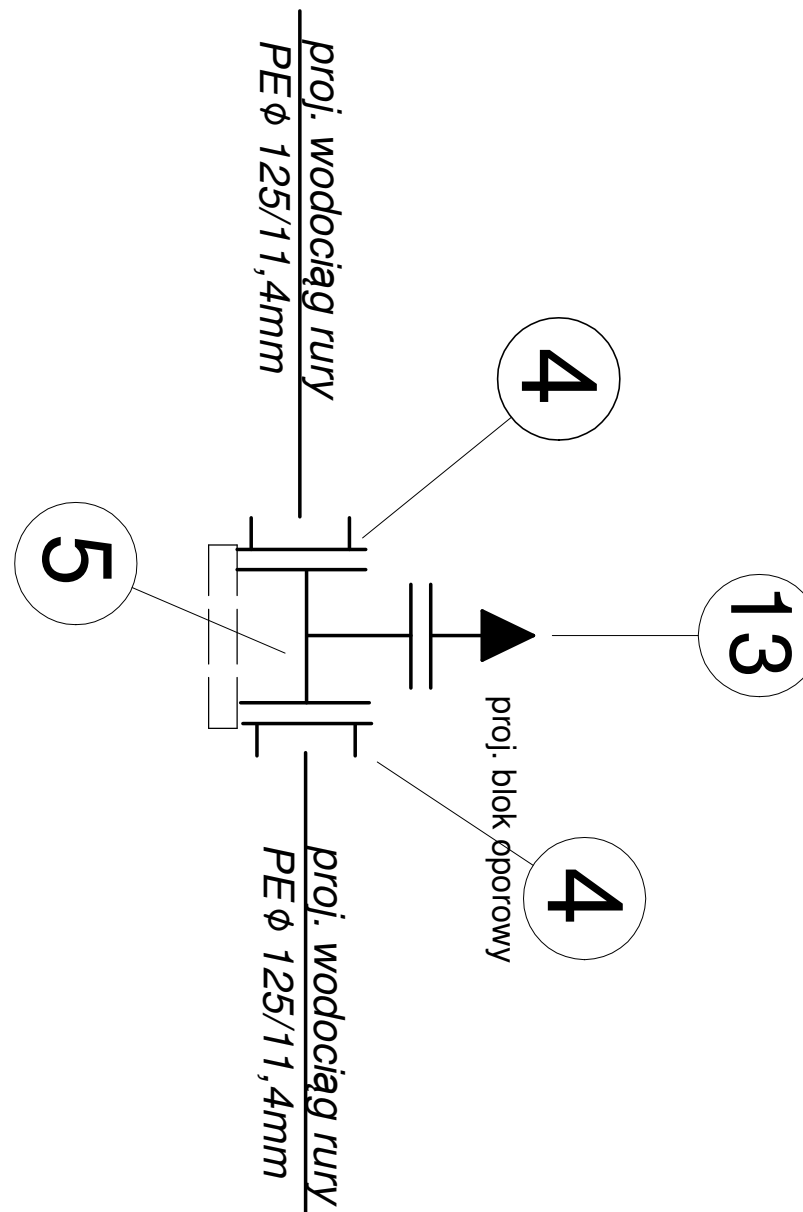 proj. wodociąg rury
PE ϕ 125/11,4mm
4
5
13
proj. blok oporowy
4
proj. wodociąg rury
PE ϕ 125/11,4mm